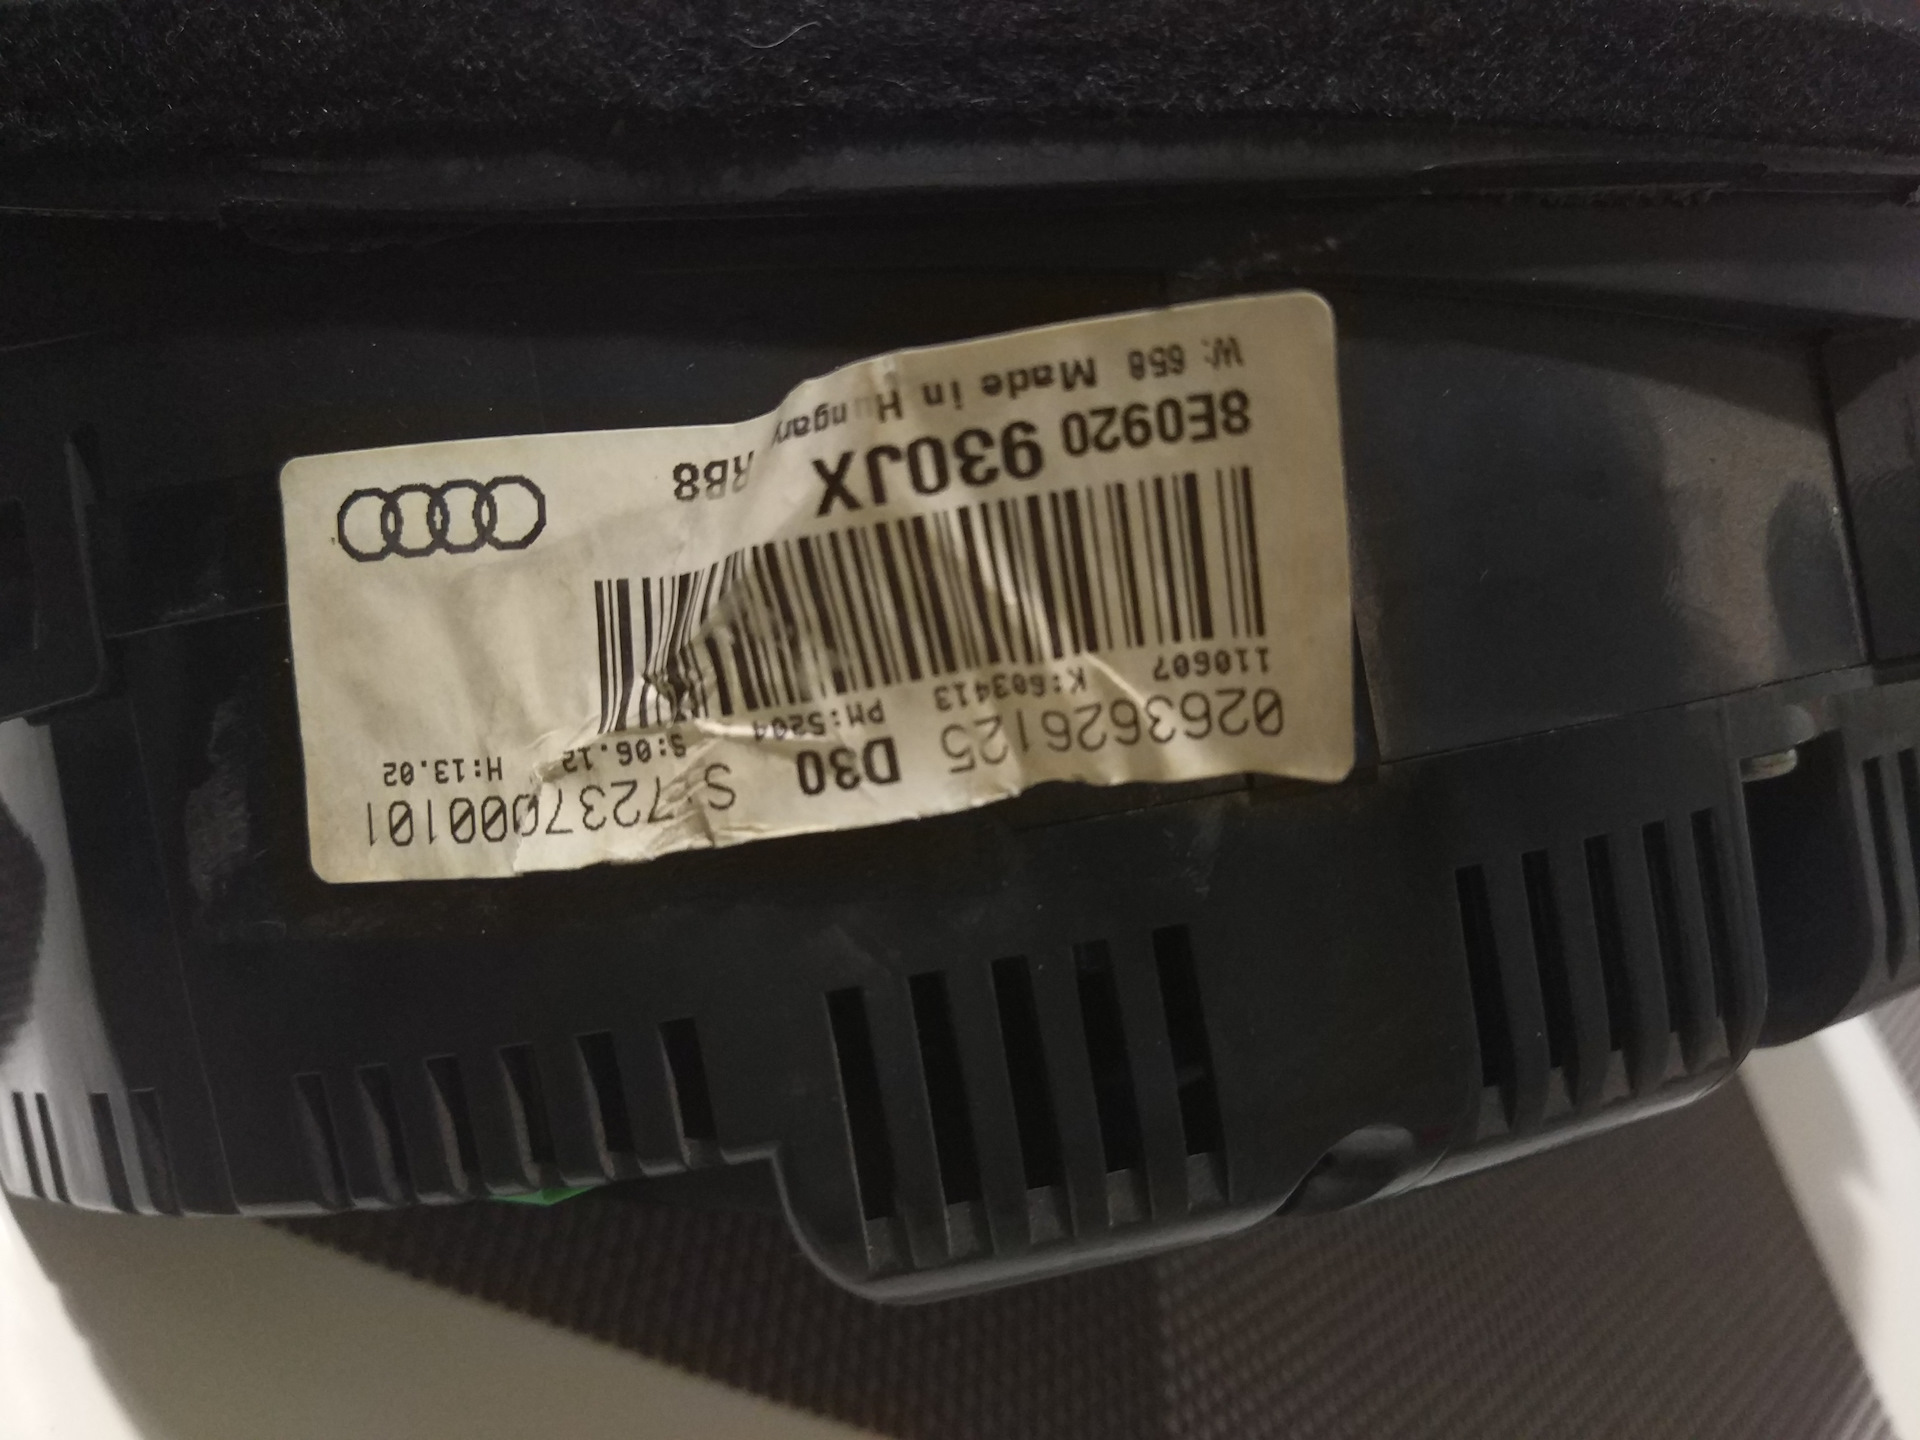 W: 658 Made in Hungary
8E0920 930JX RB8
110607 K:603413 PM:5204 S:06.12 H:13.02
0263626125 D30 S:7237000101